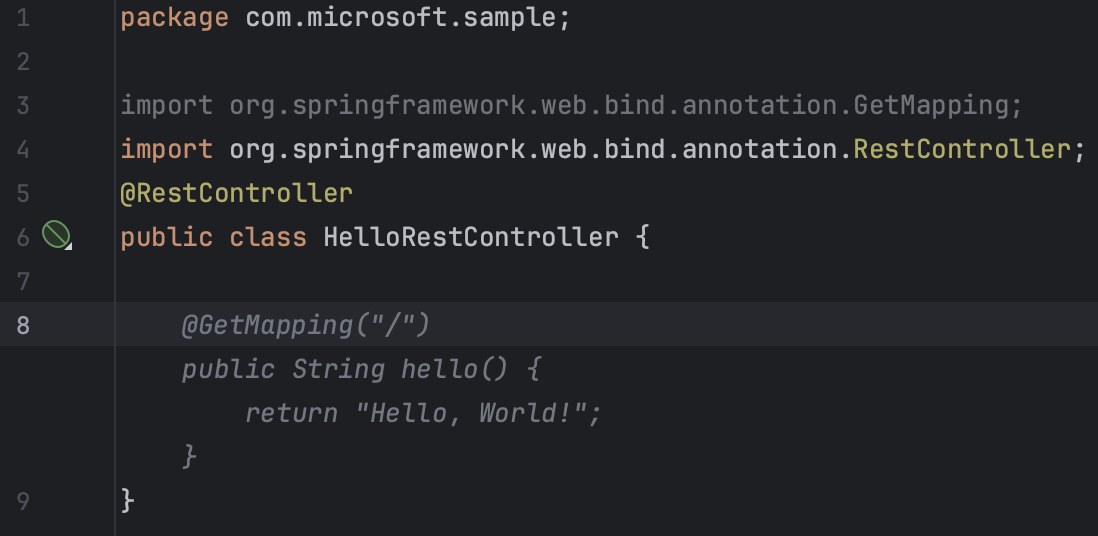 1 package com.microsoft.sample;
2
3 import org.springframework.web.bind.annotation.GetMapping;
4 import org.springframework.web.bind.annotation.RestController;
5 @RestController
6 public class HelloRestController {
7
8 @GetMapping("/")
public String hello() {
return "Hello, World!";
}
9 }